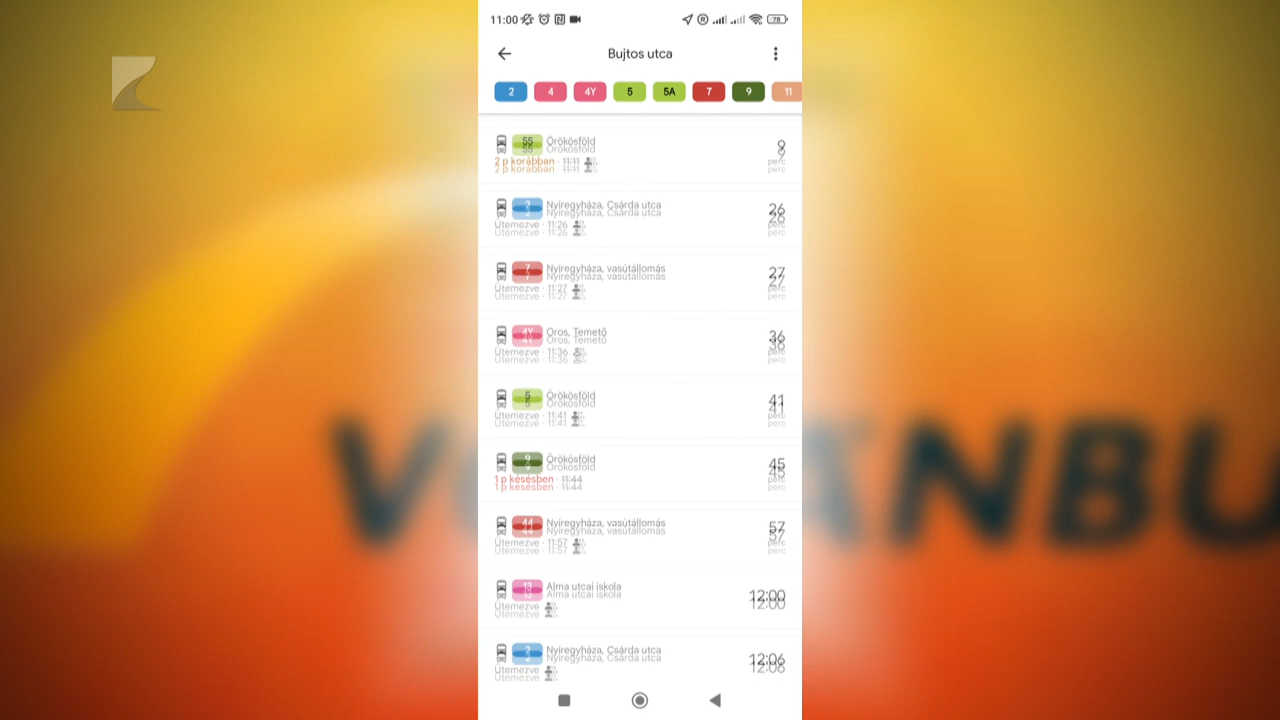 11:00
78
Bujtos utca
2 4 4Y 5 5A 7 9 11
55 Örökösföld 9
2 p korábban · 11:11 perc
2 Nyíregyháza, Csárda utca 26
Ütemezve · 11:26 perc
7 Nyíregyháza, vasútállomás 27
Ütemezve · 11:27 perc
4Y Oros, Temető 36
Ütemezve · 11:36 perc
5 Örökösföld 41
Ütemezve · 11:41 perc
9 Örökösföld 45
1 p késésben · 11:44 perc
44 Nyíregyháza, vasútállomás 57
Ütemezve · 11:57 perc
13 Alma utcai iskola 12:00
Ütemezve
2 Nyíregyháza, Csárda utca 12:06
Ütemezve